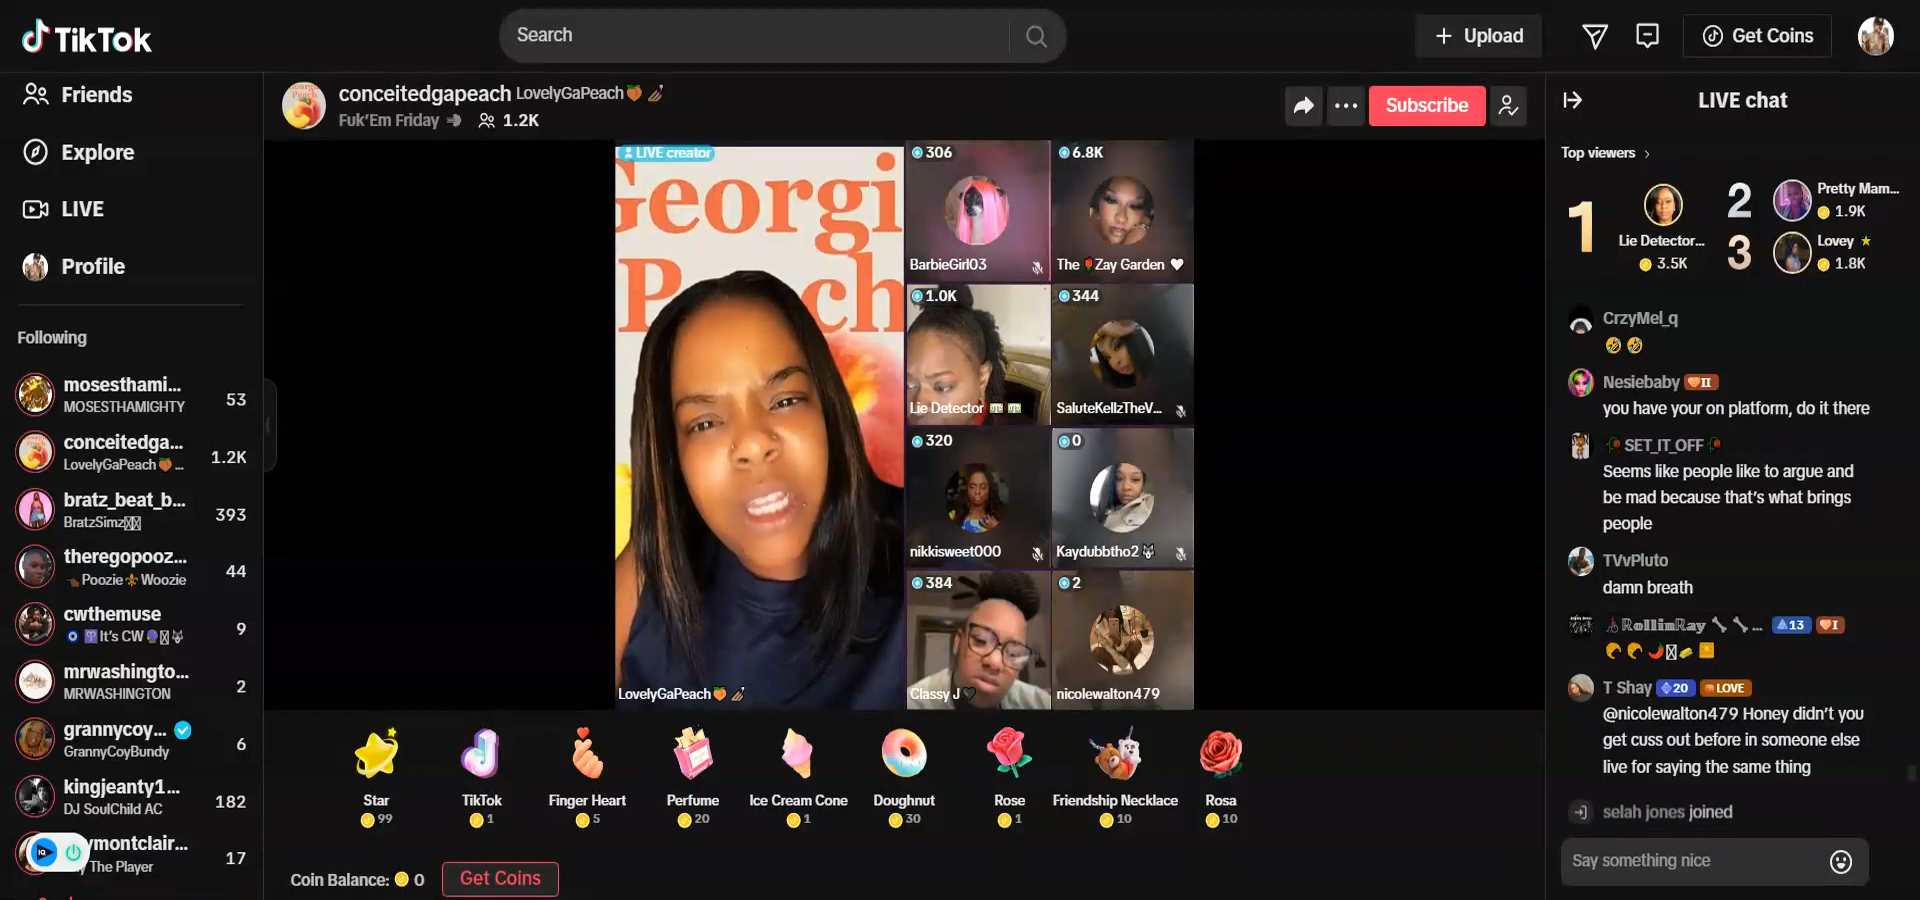 TikTok
Search
Upload
Get Coins
Friends
Explore
LIVE
Profile
Following
mosesthami...
MOSESTHAMIGHTY
53
conceitedga...
LovelyGaPeach🍑 ...
1.2K
bratz_beat_b...
BratzSimz
393
theregopooz...
Poozie⚜Woozie
44
cwthemuse
It's CW
9
mrwashingto...
MRWASHINGTON
2
grannycoy...
GrannyCoyBundy
6
kingjeanty1...
DJ SoulChild AC
182
ymontclair...
The Player
17
conceitedgapeach LovelyGaPeach🍑💅🏾
Fuk'Em Friday 💨 1.2K
Subscribe
LIVE creator
Georgi
P ch
LovelyGaPeach🍑💅🏾
306
BarbieGirl03
6.8K
The 🌹Zay Garden 🤍
1.0K
Lie Detector
344
SaluteKellzTheV...
320
nikkisweet000
0
Kaydubbtho2
384
Classy J🖤
2
nicolewalton479
Star
99
TikTok
1
Finger Heart
5
Perfume
20
Ice Cream Cone
1
Doughnut
30
Rose
1
Friendship Necklace
10
Rosa
10
Coin Balance: 0
Get Coins
LIVE chat
Top viewers >
1
Lie Detector...
3.5K
2
Pretty Mam...
1.9K
3
Lovey ⭐
1.8K
CrzyMel_q
🤣🤣
Nesiebaby II
you have your on platform, do it there
🥀SET_IT_OFF🥀
Seems like people like to argue and
be mad because that's what brings
people
TVvPluto
damn breath
ℝ𝕠𝕝𝕝𝕚𝕟ℝ𝕒𝕪🦴🦴... 13 I
T Shay 20 LOVE
@nicolewalton479 Honey didn't you
get cuss out before in someone else
live for saying the same thing
selah jones joined
Say something nice